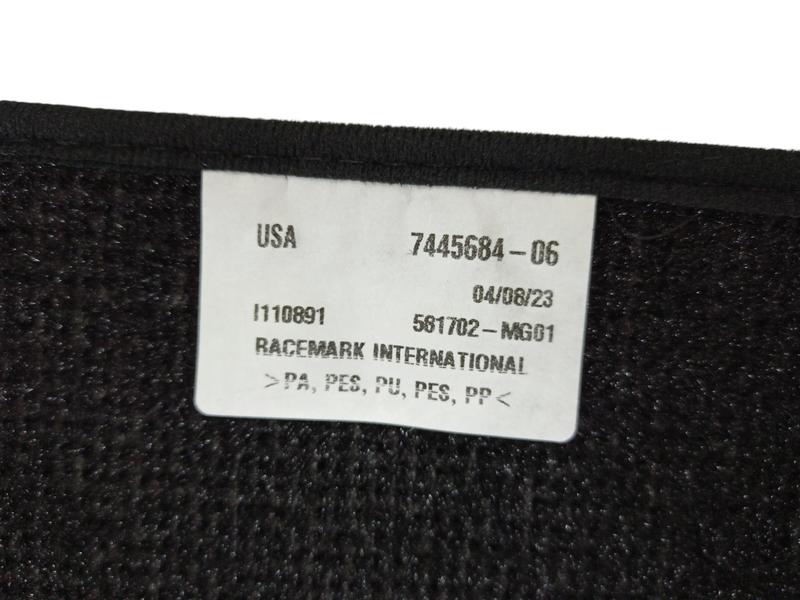 USA 7445684-06
04/08/23
I110891 581702-MG01
RACEMARK INTERNATIONAL
>PA, PES, PU, PES, PP<